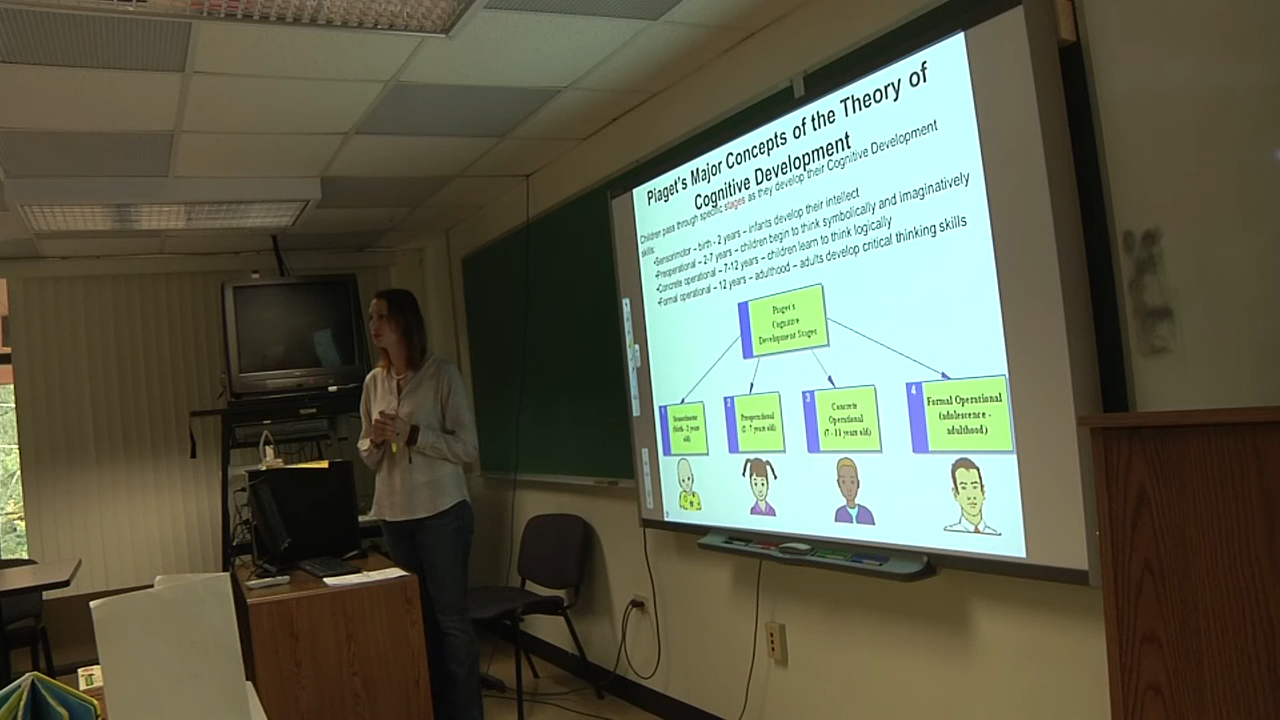 Piaget's Major Concepts of the Theory of
Cognitive Development
Children pass through specific stages as they develop their Cognitive Development
skills:
•Sensorimotor – birth - 2 years – infants develop their intellect
•Preoperational – 2-7 years – children begin to think symbolically and imaginatively
•Concrete operational – 7-12 years – children learn to think logically
•Formal operational – 12 years – adulthood – adults develop critical thinking skills
Piaget's
Cognitive
Development Stages
Sensorimotor
(birth - 2 years
old)
2
Preoperational
(2 - 7 years old)
3
Concrete
Operational
(7 - 11 years old)
4
Formal Operational
(adolescence -
adulthood)